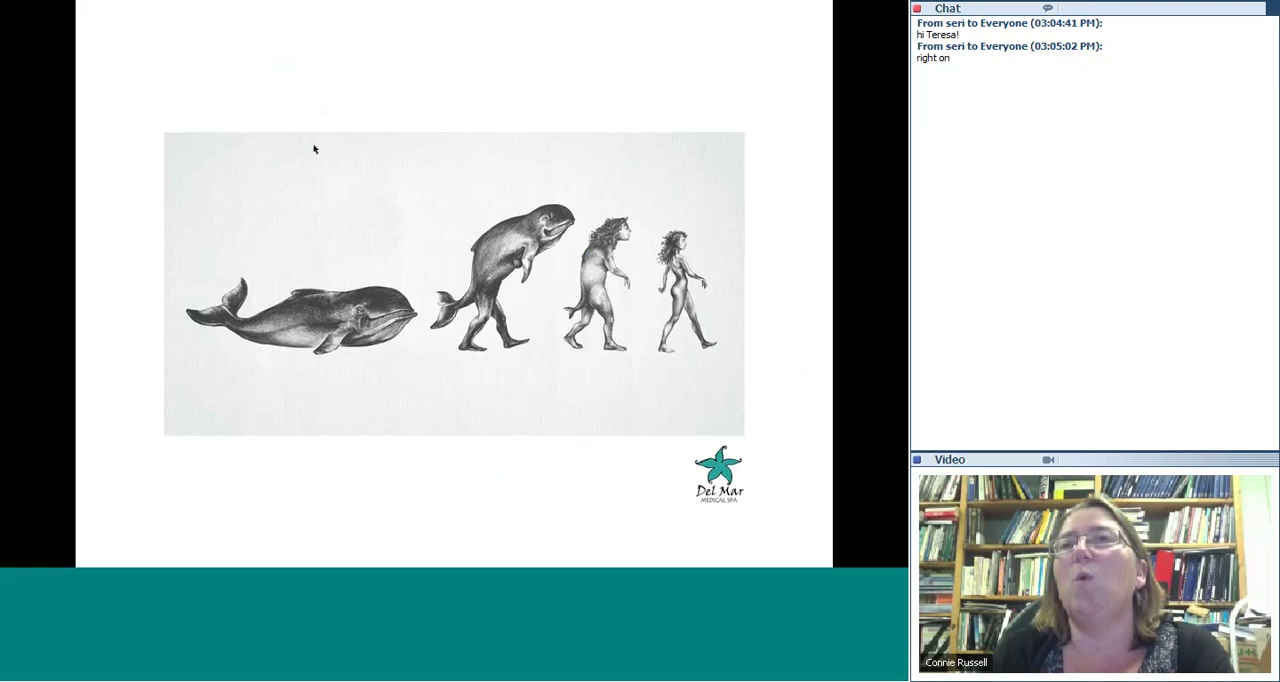 Chat
From seri to Everyone (03:04:41 PM):
hi Teresa!
From seri to Everyone (03:05:02 PM):
right on
Del Mar
MEDICAL SPA
Video
Connie Russell